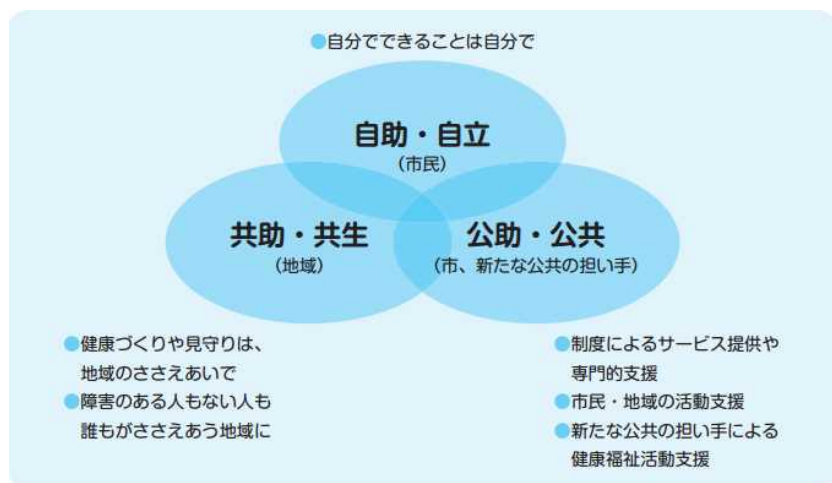 ●自分でできることは自分で
自助・自立
（市民）
共助・共生
（地域）
公助・公共
（市、新たな公共の担い手）
●健康づくりや見守りは、
地域のささえあいで
●障害のある人もない人も
誰もがささえあう地域に
●制度によるサービス提供や
専門的支援
●市民・地域の活動支援
●新たな公共の担い手による
健康福祉活動支援